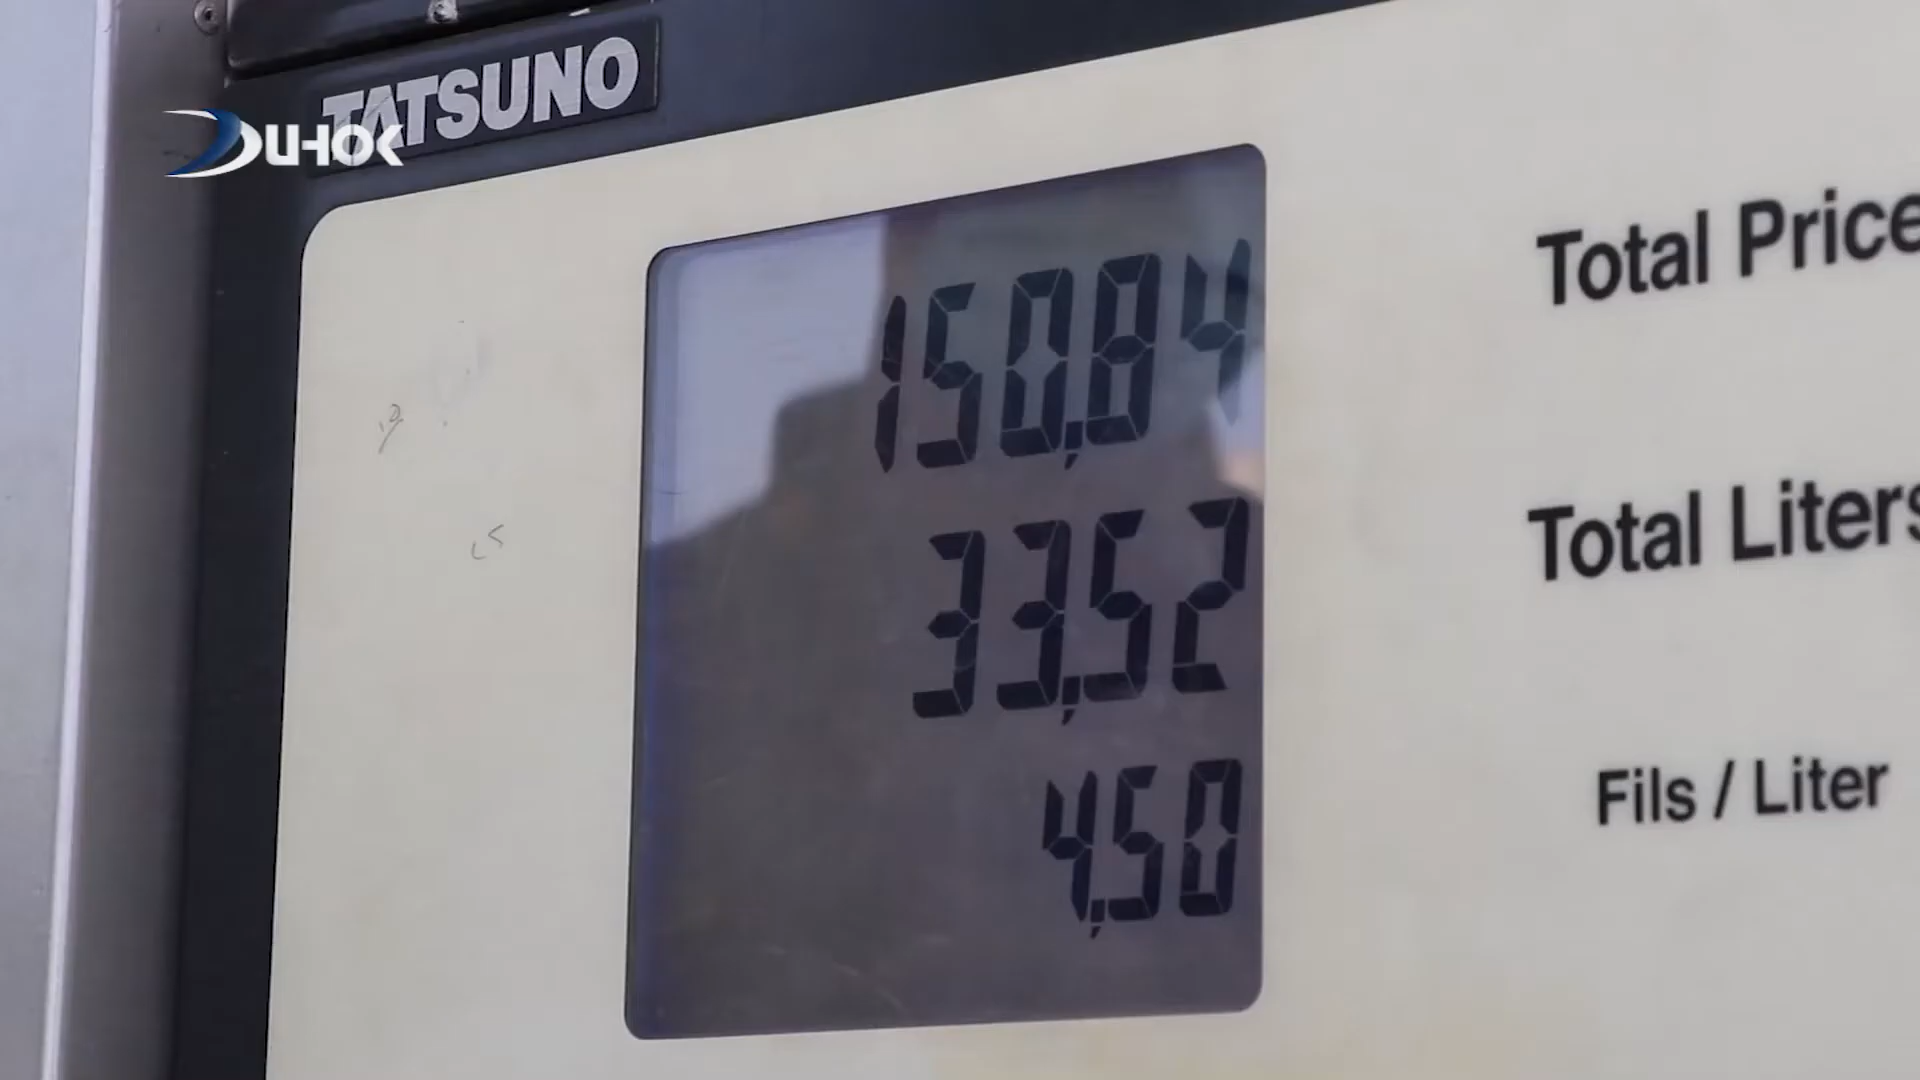 TATSUNO
DUHOK
150,84
Total Price
33,52
Total Liters
4,50
Fils / Liter